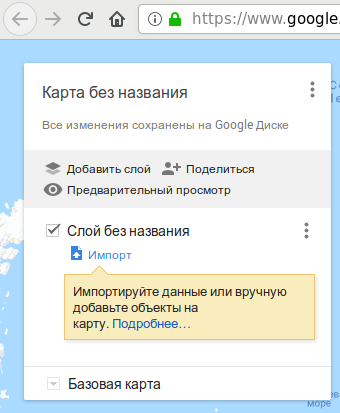 https://www.google.
Карта без названия
Все изменения сохранены на Google Диске
Добавить слой Поделиться
Предварительный просмотр
Слой без названия
Импорт
Импортируйте данные или вручную
добавьте объекты на
карту. Подробнее…
Базовая карта
море